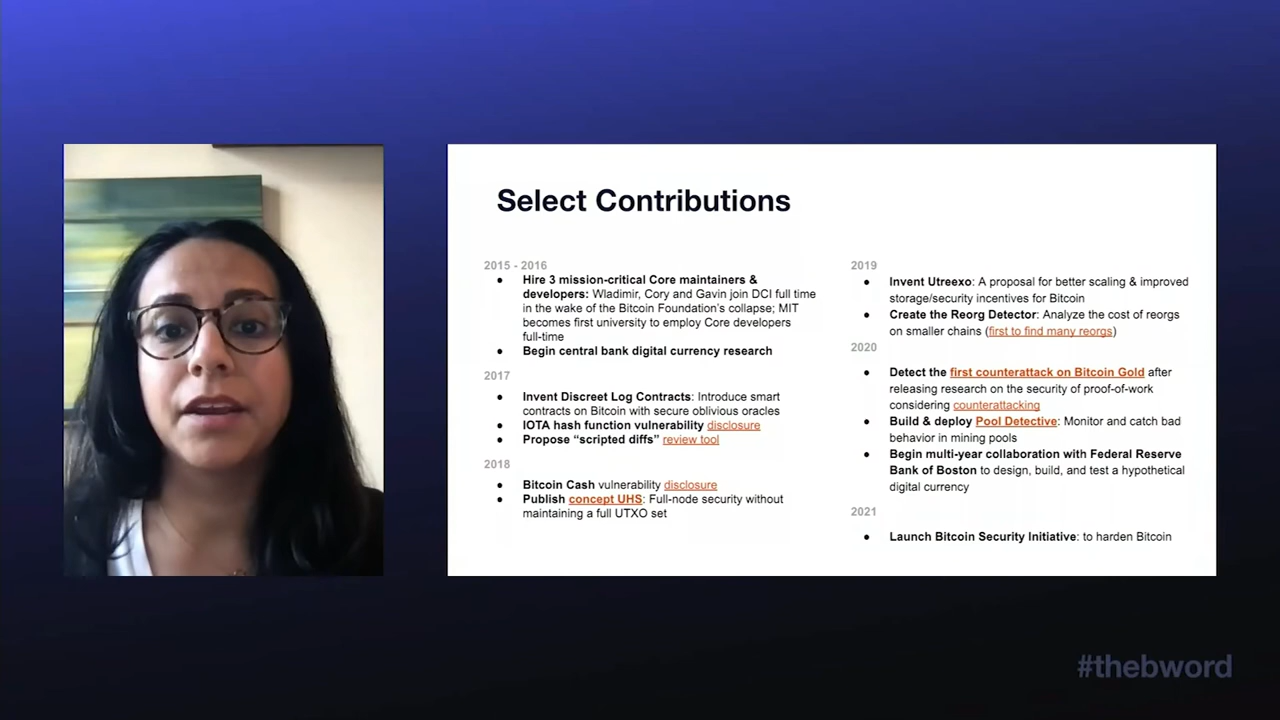 Select Contributions
2015 - 2016
● Hire 3 mission-critical Core maintainers &
developers: Wladimir, Cory and Gavin join DCI full time
in the wake of the Bitcoin Foundation's collapse; MIT
becomes first university to employ Core developers
full-time
● Begin central bank digital currency research
2017
● Invent Discreet Log Contracts: Introduce smart
contracts on Bitcoin with secure oblivious oracles
● IOTA hash function vulnerability disclosure
● Propose “scripted diffs” review tool
2018
● Bitcoin Cash vulnerability disclosure
● Publish concept UHS: Full-node security without
maintaining a full UTXO set
2019
● Invent Utreexo: A proposal for better scaling & improved
storage/security incentives for Bitcoin
● Create the Reorg Detector: Analyze the cost of reorgs
on smaller chains (first to find many reorgs)
2020
● Detect the first counterattack on Bitcoin Gold after
releasing research on the security of proof-of-work
considering counterattacking
● Build & deploy Pool Detective: Monitor and catch bad
behavior in mining pools
● Begin multi-year collaboration with Federal Reserve
Bank of Boston to design, build, and test a hypothetical
digital currency
2021
● Launch Bitcoin Security Initiative: to harden Bitcoin
#thebword